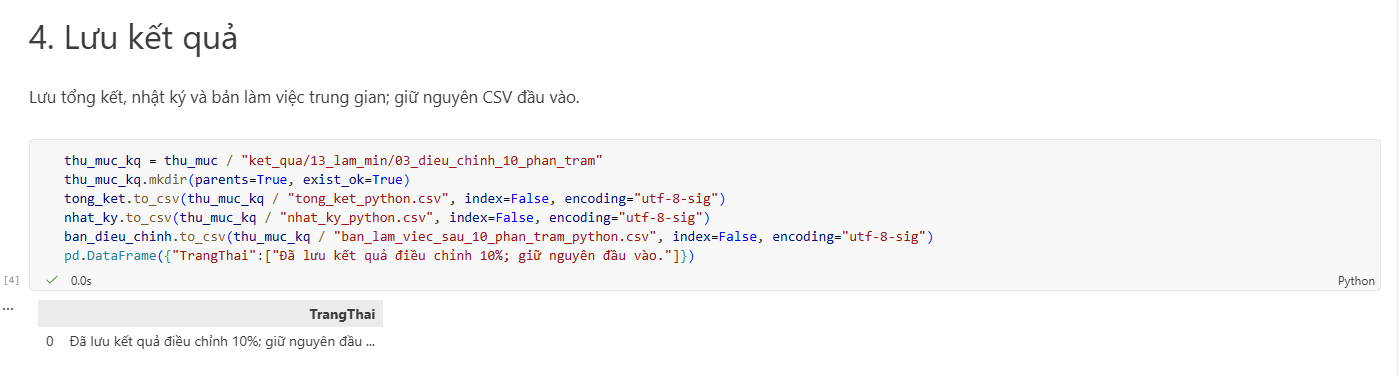 4. Lưu kết quả
Lưu tổng kết, nhật ký và bản làm việc trung gian; giữ nguyên CSV đầu vào.
thu_muc_kq = thu_muc / "ket_qua/13_lam_min/03_dieu_chinh_10_phan_tram"
thu_muc_kq.mkdir(parents=True, exist_ok=True)
tong_ket.to_csv(thu_muc_kq / "tong_ket_python.csv", index=False, encoding="utf-8-sig")
nhat_ky.to_csv(thu_muc_kq / "nhat_ky_python.csv", index=False, encoding="utf-8-sig")
ban_dieu_chinh.to_csv(thu_muc_kq / "ban_lam_viec_sau_10_phan_tram_python.csv", index=False, encoding="utf-8-sig")
pd.DataFrame({"TrangThai":["Đã lưu kết quả điều chỉnh 10%; giữ nguyên đầu vào."]})
[4] ✓ 0.0s Python
...
TrangThai
0 Đã lưu kết quả điều chỉnh 10%; giữ nguyên đầu ...